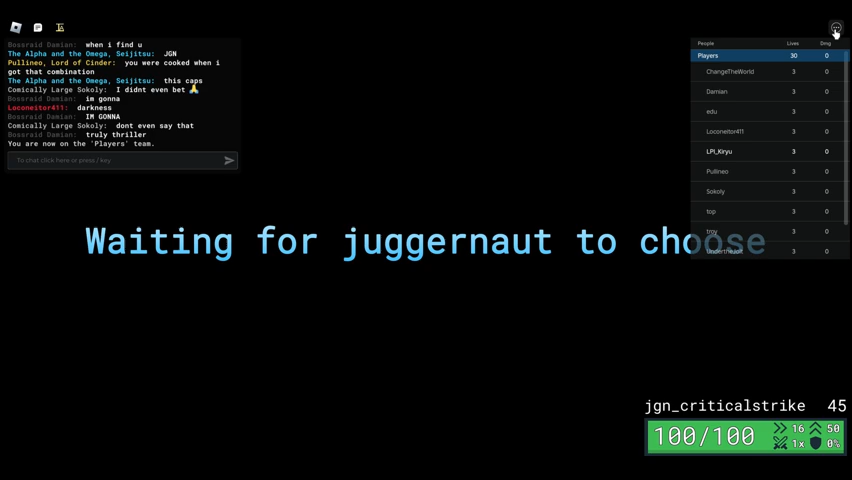 Bossraid Damian: when i find u
The Alpha and the Omega, Seijitsu: JGN
Pullineo, Lord of Cinder: you were cooked when i
got that combination
The Alpha and the Omega, Seijitsu: this caps
Comically Large Sokoly: I didnt even bet 🙏
Bossraid Damian: im gonna
Loconeitor411: darkness
Bossraid Damian: IM GONNA
Comically Large Sokoly: dont even say that
Bossraid Damian: truly thriller
You are now on the 'Players' team.
To chat click here or press / key
People Lives Dmg
Players 30 0
ChangeTheWorld 3 0
Damian 3 0
edu 3 0
Loconeitor411 3 0
LPI_Kiryu 3 0
Pullineo 3 0
Sokoly 3 0
top 3 0
troy 3 0
3 0
Waiting for juggernaut to choose
jgn_criticalstrike 45
100/100 16 50
1x 0%